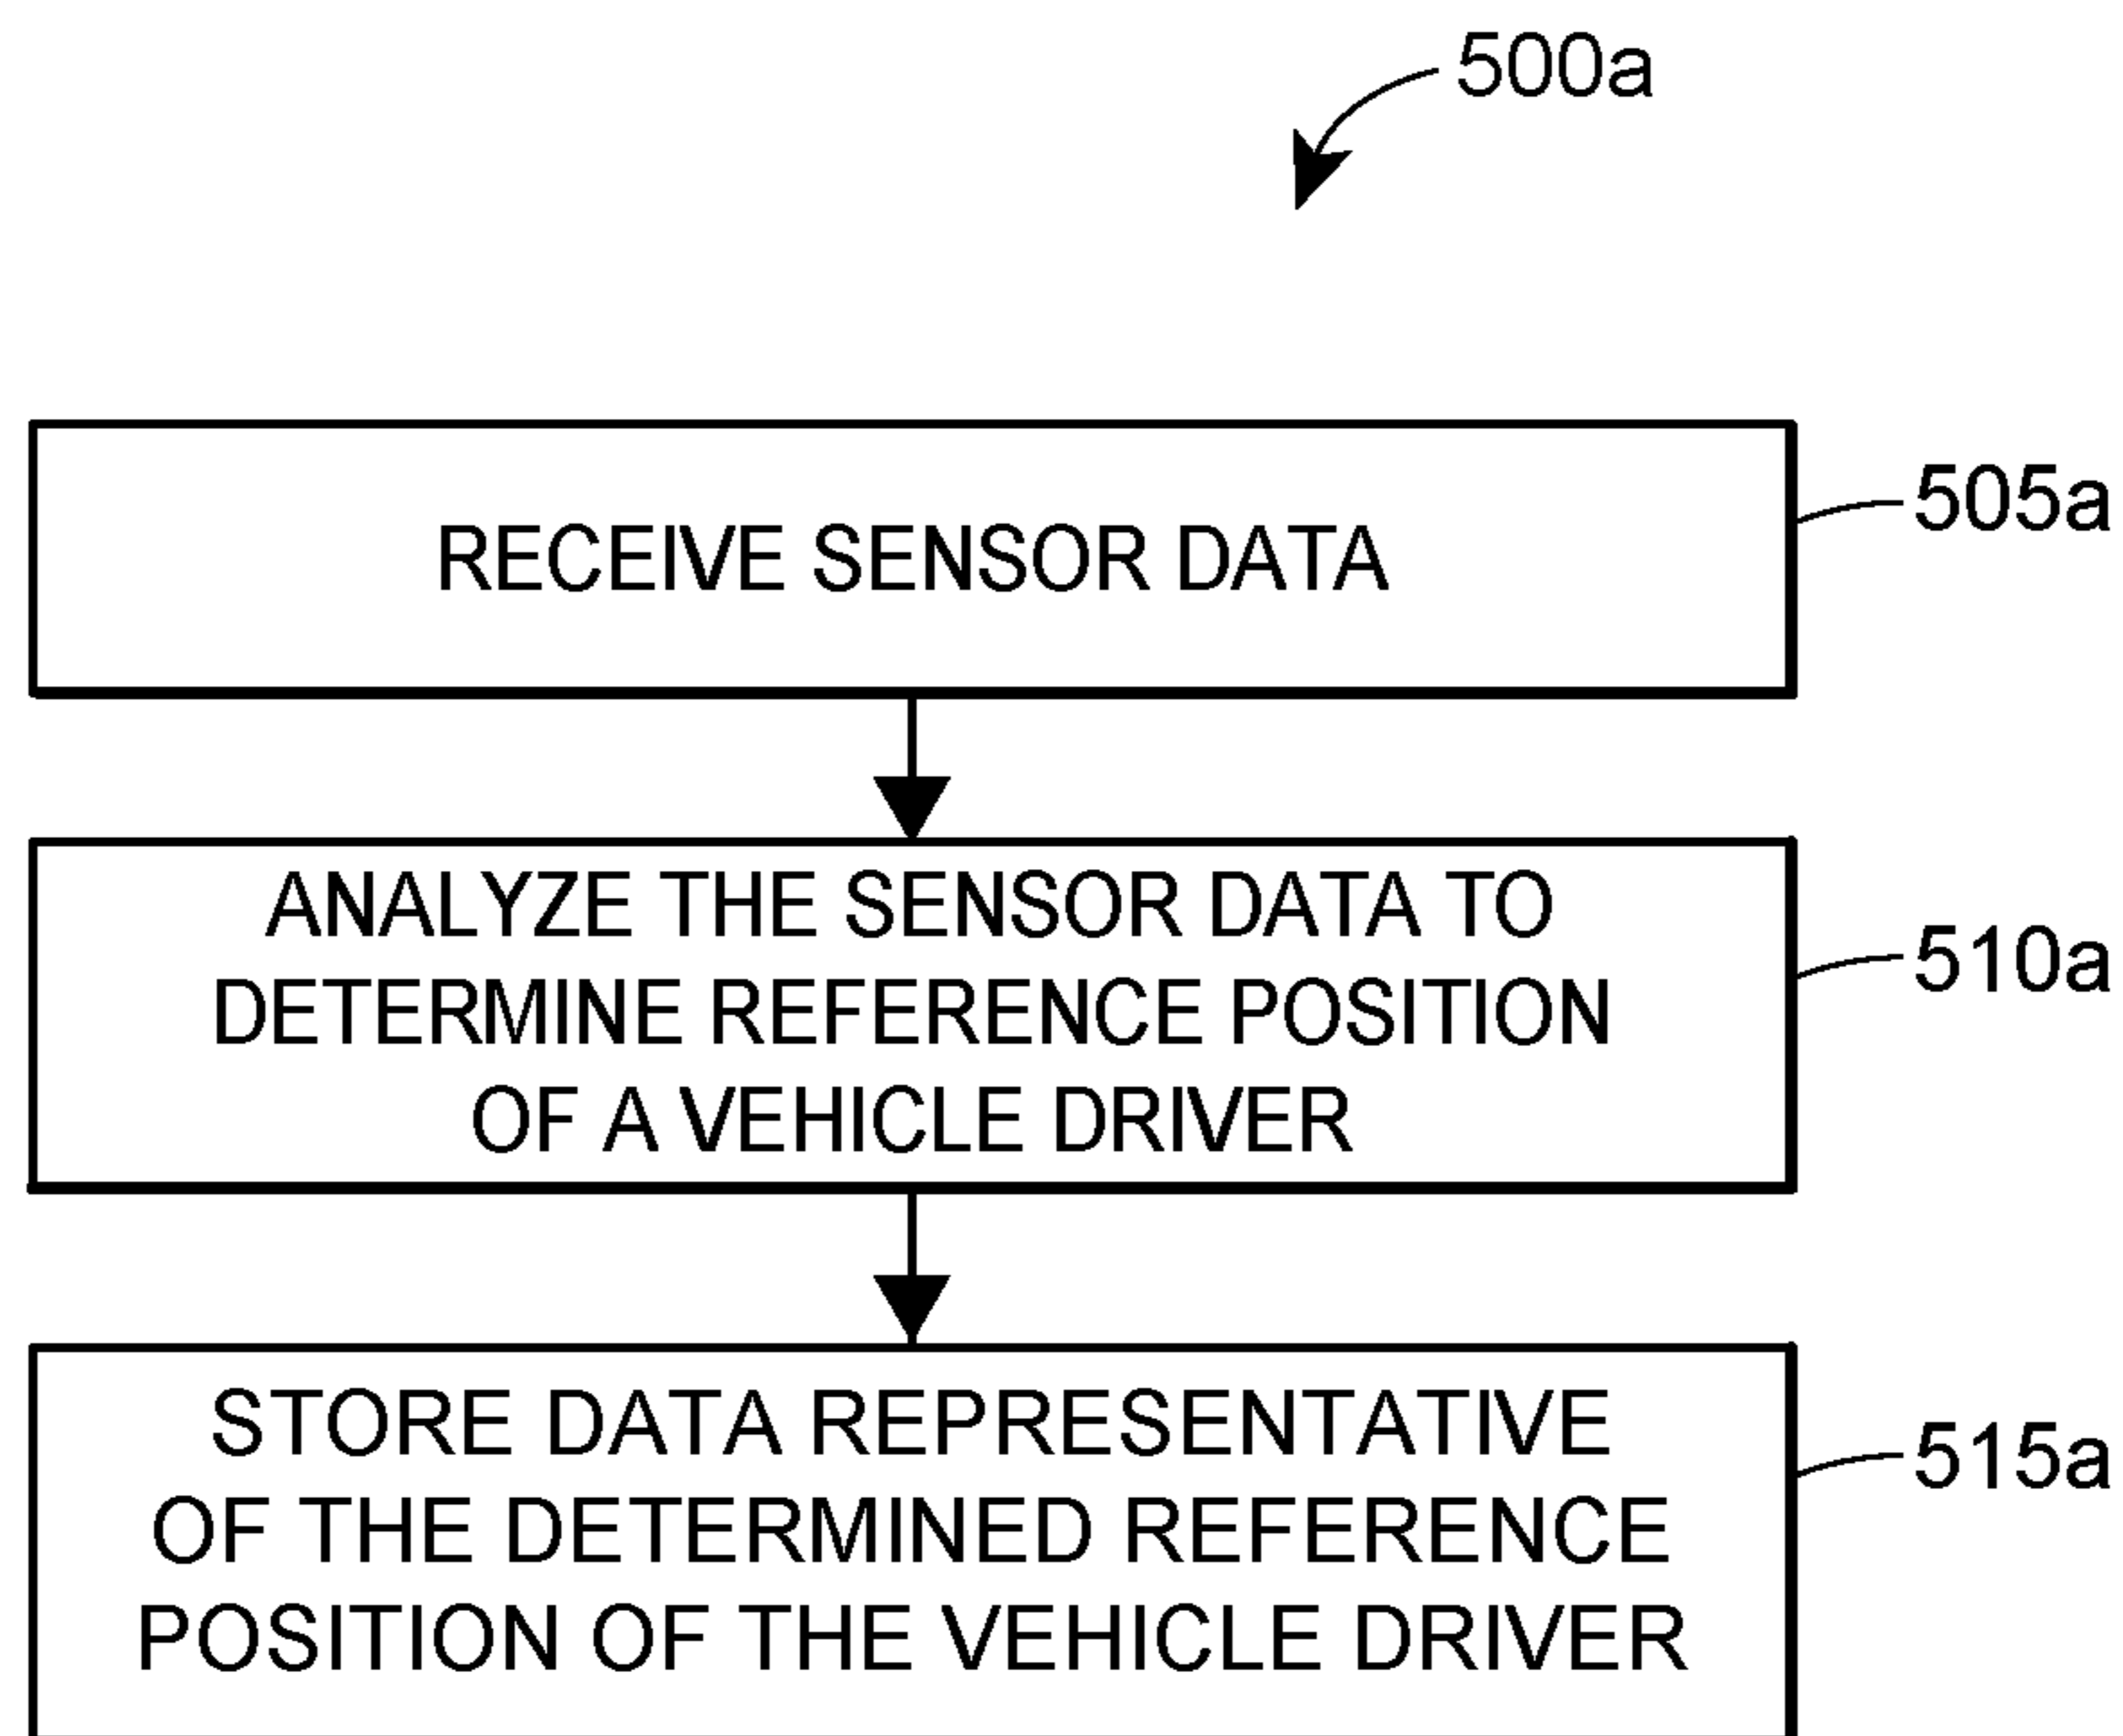 500a
RECEIVE SENSOR DATA
505a
ANALYZE THE SENSOR DATA TO
DETERMINE REFERENCE POSITION
OF A VEHICLE DRIVER
510a
STORE DATA REPRESENTATIVE
OF THE DETERMINED REFERENCE
POSITION OF THE VEHICLE DRIVER
515a